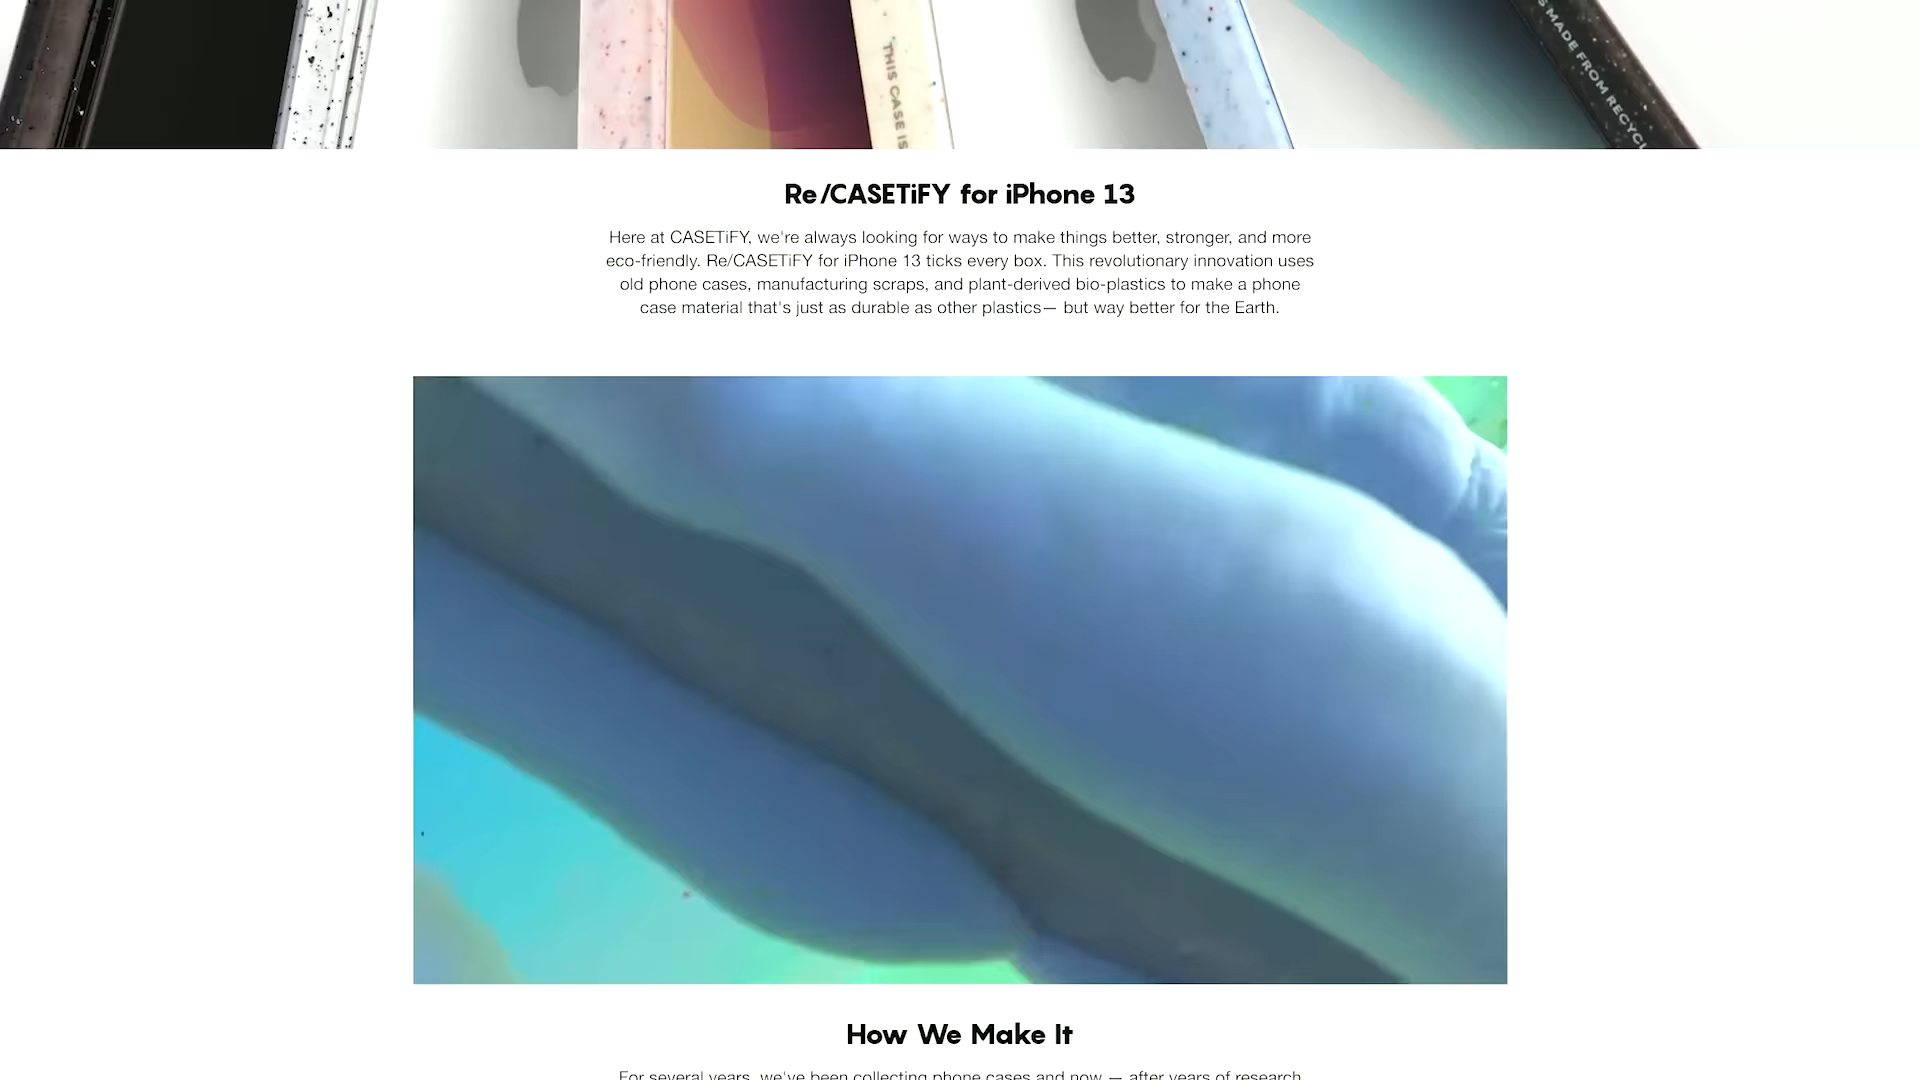 THIS CASE IS
S MADE FROM RECYCL
Re/CASETiFY for iPhone 13
Here at CASETiFY, we're always looking for ways to make things better, stronger, and more
eco-friendly. Re/CASETiFY for iPhone 13 ticks every box. This revolutionary innovation uses
old phone cases, manufacturing scraps, and plant-derived bio-plastics to make a phone
case material that's just as durable as other plastics— but way better for the Earth.
How We Make It
For several years, we've been collecting phone cases and now — after years of research